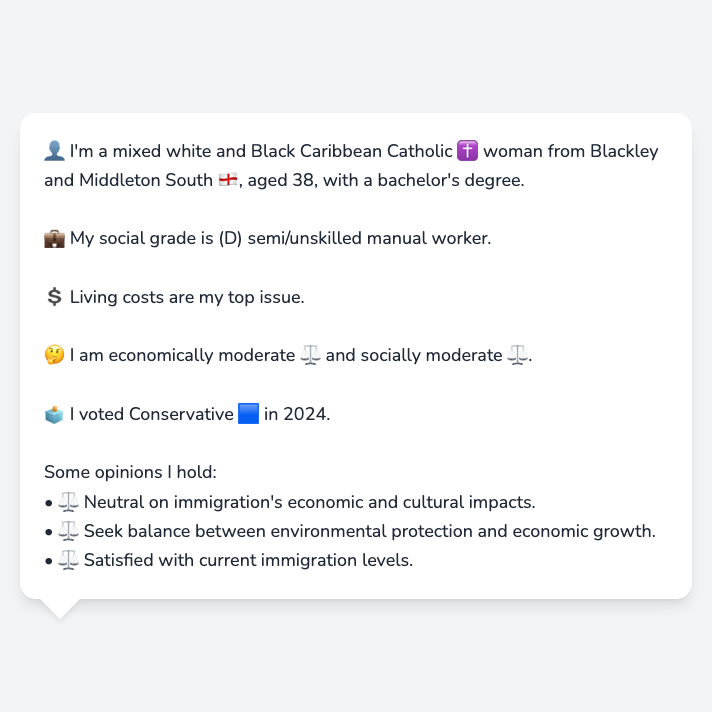 👤 I'm a mixed white and Black Caribbean Catholic ✝️ woman from Blackley
and Middleton South 🏴󠁧󠁢󠁥󠁮󠁧󠁿, aged 38, with a bachelor's degree.
💼 My social grade is (D) semi/unskilled manual worker.
💲 Living costs are my top issue.
🤔 I am economically moderate ⚖️ and socially moderate ⚖️.
🗳️ I voted Conservative 🟦 in 2024.
Some opinions I hold:
• ⚖️ Neutral on immigration's economic and cultural impacts.
• ⚖️ Seek balance between environmental protection and economic growth.
• ⚖️ Satisfied with current immigration levels.